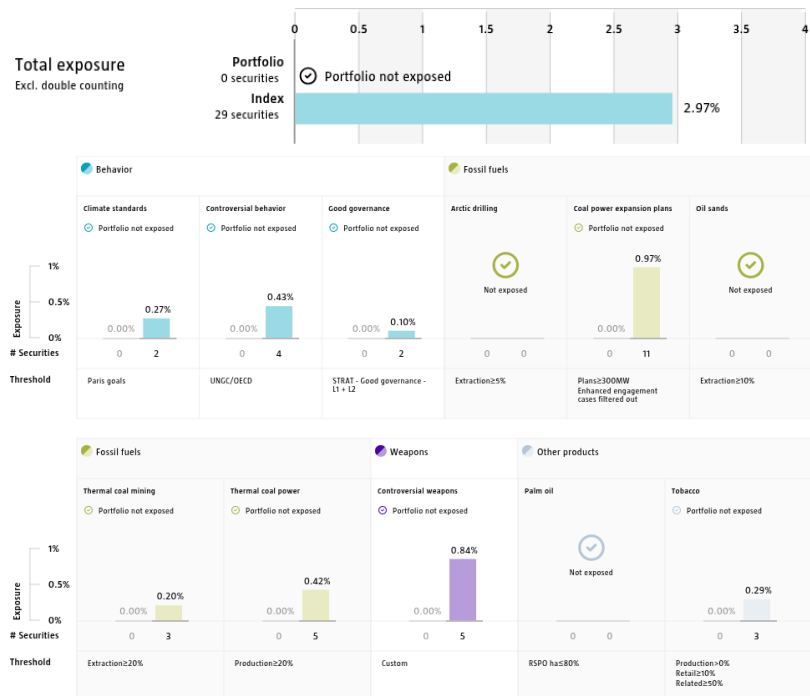 0 0.5 1 1.5 2 2.5 3 3.5 4
Total exposure
Excl. double counting
Portfolio
0 securities
Portfolio not exposed
Index
29 securities
2.97%
Behavior
Fossil fuels
Climate standards
Controversial behavior
Good governance
Arctic drilling
Coal power expansion plans
Oil sands
Portfolio not exposed
Portfolio not exposed
Portfolio not exposed
Portfolio not exposed
Not exposed
Not exposed
Exposure
1%
0.5%
0%
0.00% 0.27%
0.00% 0.43%
0.00% 0.10%
0.00% 0.97%
# Securities
0 2
0 4
0 2
0 0
0 11
0 0
Threshold
Paris goals
UNGC/OECD
STRAT - Good governance -
L1 + L2
Extraction≥5%
Plans≥300MW
Enhanced engagement
cases filtered out
Extraction≥10%
Fossil fuels
Weapons
Other products
Thermal coal mining
Thermal coal power
Controversial weapons
Palm oil
Tobacco
Portfolio not exposed
Portfolio not exposed
Portfolio not exposed
Portfolio not exposed
Not exposed
Exposure
1%
0.5%
0%
0.00% 0.20%
0.00% 0.42%
0.00% 0.84%
0.00% 0.29%
# Securities
0 3
0 5
0 5
0 0
0 3
Threshold
Extraction≥20%
Production≥20%
Custom
RSPO ha≤80%
Production>0%
Retail≥10%
Related≥50%